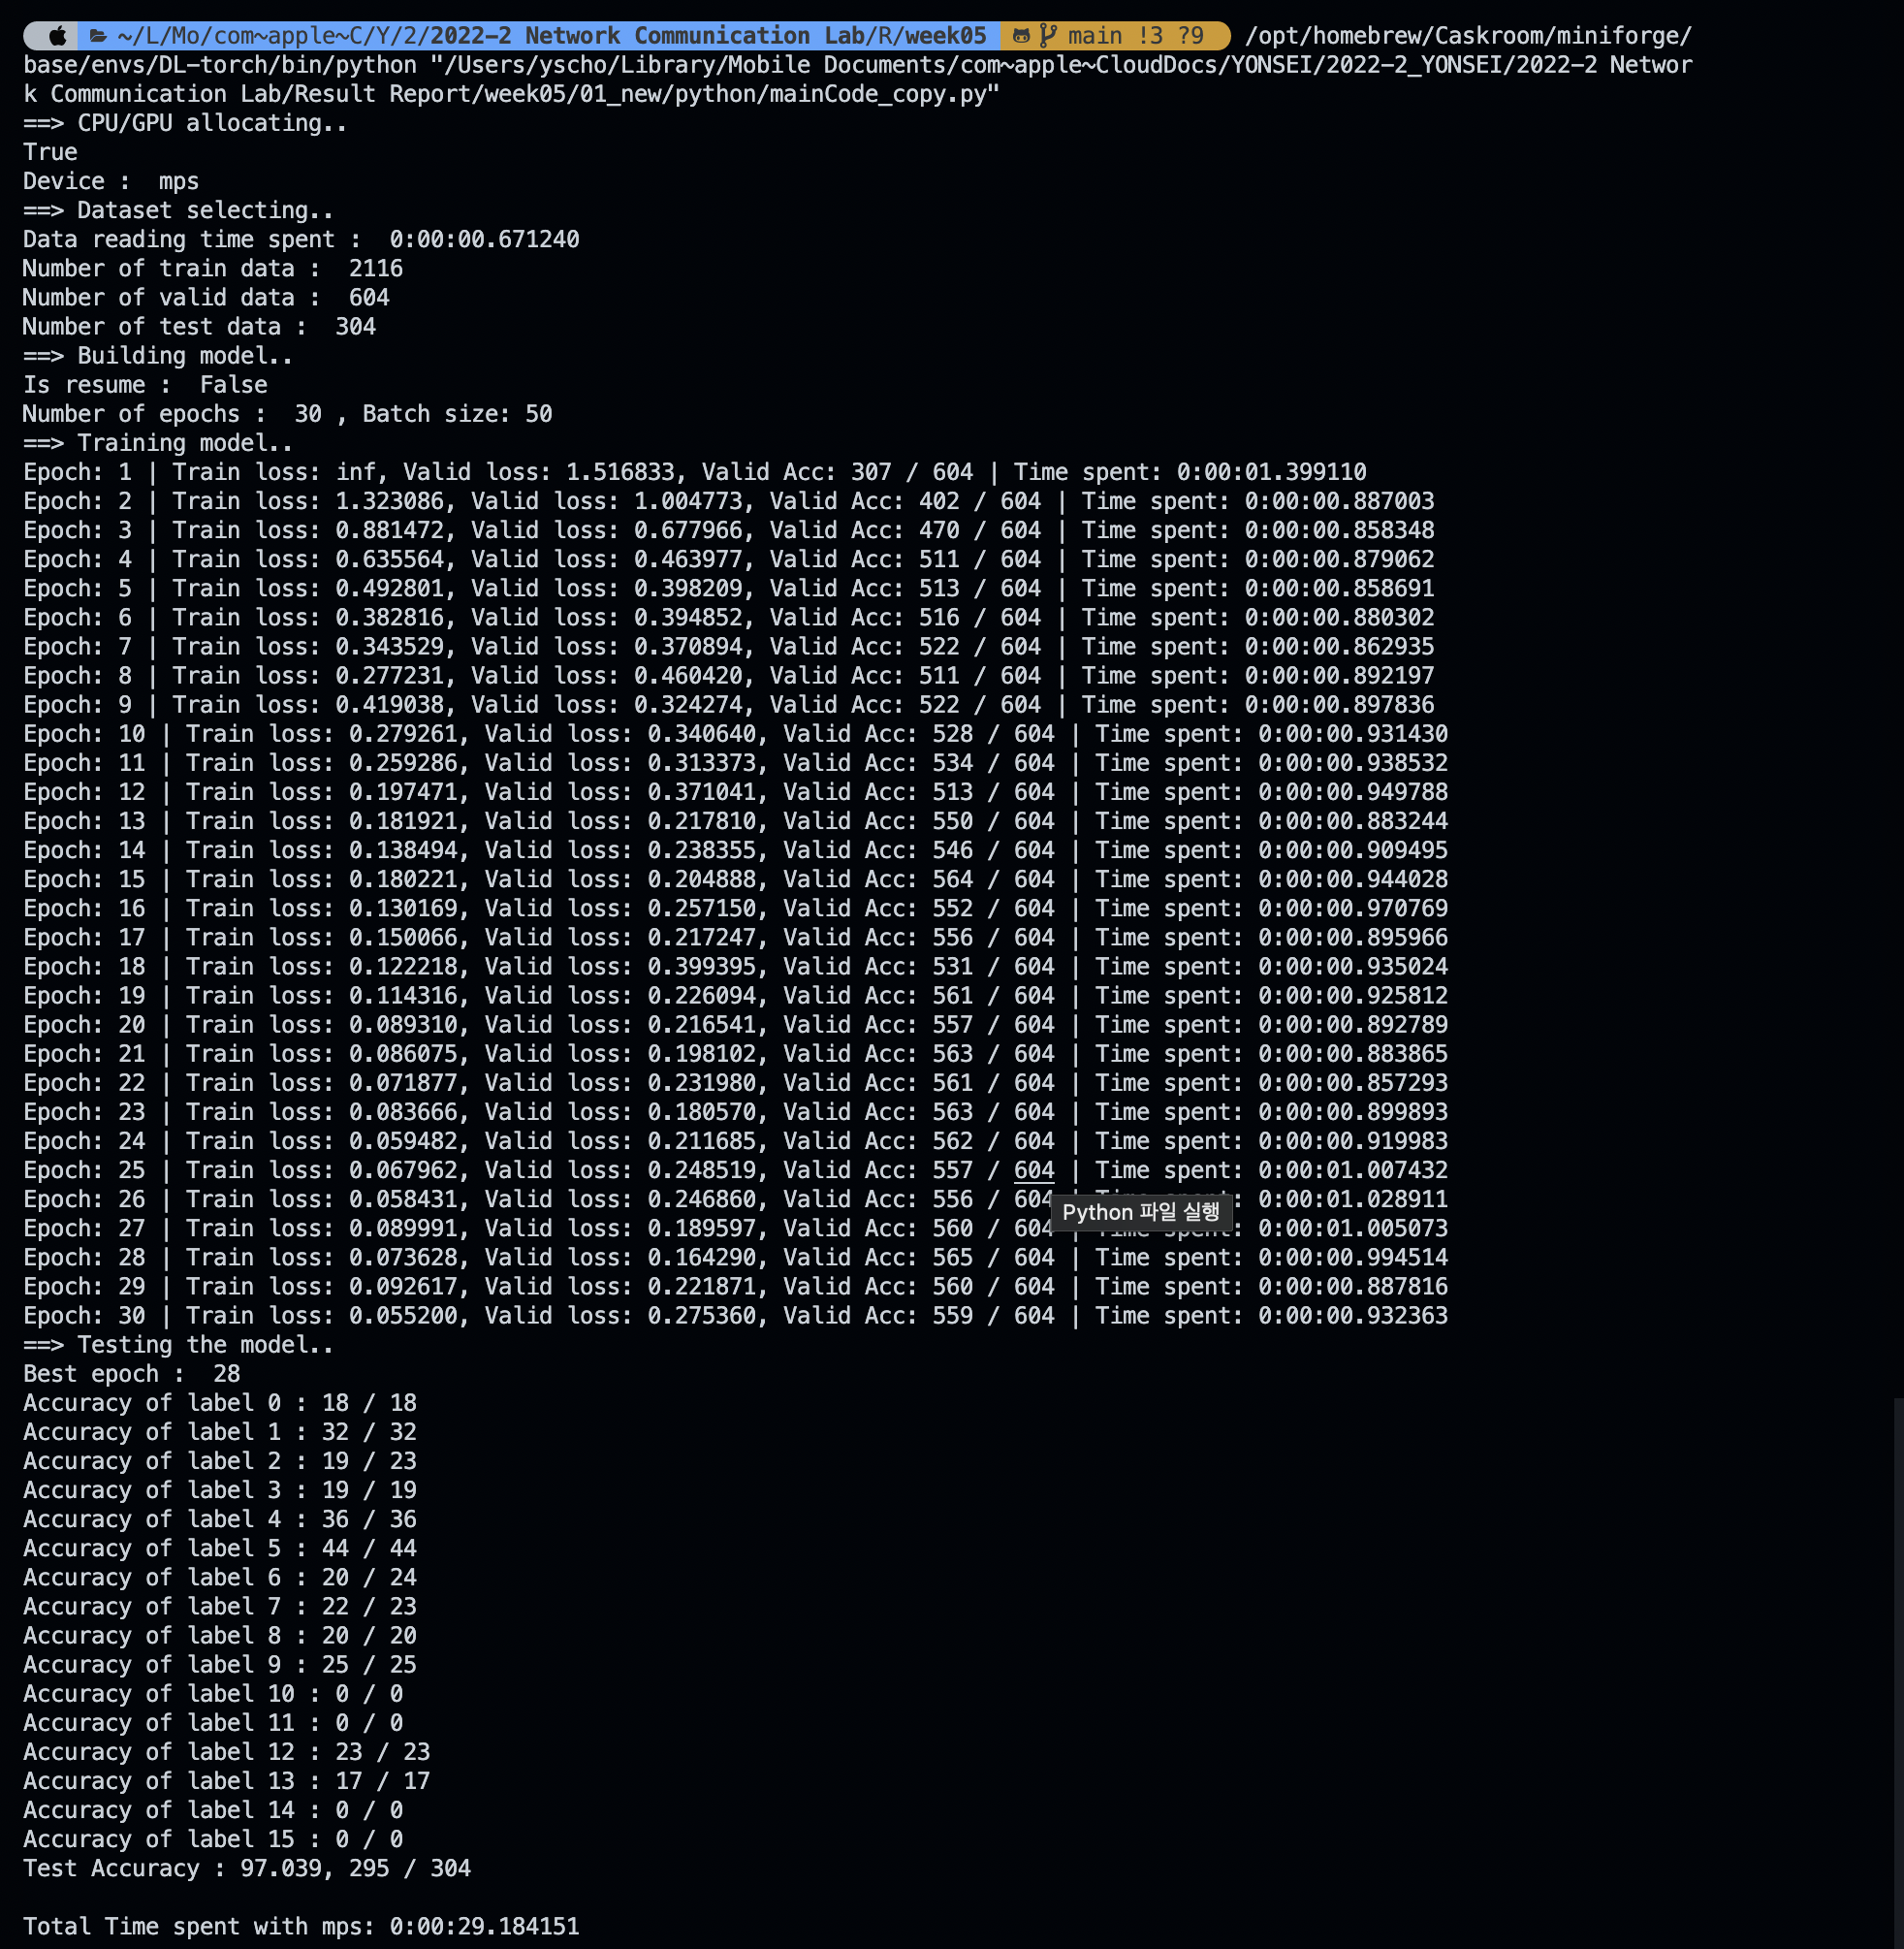 ~/L/Mo/com~apple~C/Y/2/2022-2 Network Communication Lab/R/week05 main !3 ?9 /opt/homebrew/Caskroom/miniforge/
base/envs/DL-torch/bin/python "/Users/yscho/Library/Mobile Documents/com~apple~CloudDocs/YONSEI/2022-2_YONSEI/2022-2 Networ
k Communication Lab/Result Report/week05/01_new/python/mainCode_copy.py"
==> CPU/GPU allocating..
True
Device :  mps
==> Dataset selecting..
Data reading time spent :  0:00:00.671240
Number of train data :  2116
Number of valid data :  604
Number of test data :  304
==> Building model..
Is resume :  False
Number of epochs :  30 , Batch size: 50
==> Training model..
Epoch: 1 | Train loss: inf, Valid loss: 1.516833, Valid Acc: 307 / 604 | Time spent: 0:00:01.399110
Epoch: 2 | Train loss: 1.323086, Valid loss: 1.004773, Valid Acc: 402 / 604 | Time spent: 0:00:00.887003
Epoch: 3 | Train loss: 0.881472, Valid loss: 0.677966, Valid Acc: 470 / 604 | Time spent: 0:00:00.858348
Epoch: 4 | Train loss: 0.635564, Valid loss: 0.463977, Valid Acc: 511 / 604 | Time spent: 0:00:00.879062
Epoch: 5 | Train loss: 0.492801, Valid loss: 0.398209, Valid Acc: 513 / 604 | Time spent: 0:00:00.858691
Epoch: 6 | Train loss: 0.382816, Valid loss: 0.394852, Valid Acc: 516 / 604 | Time spent: 0:00:00.880302
Epoch: 7 | Train loss: 0.343529, Valid loss: 0.370894, Valid Acc: 522 / 604 | Time spent: 0:00:00.862935
Epoch: 8 | Train loss: 0.277231, Valid loss: 0.460420, Valid Acc: 511 / 604 | Time spent: 0:00:00.892197
Epoch: 9 | Train loss: 0.419038, Valid loss: 0.324274, Valid Acc: 522 / 604 | Time spent: 0:00:00.897836
Epoch: 10 | Train loss: 0.279261, Valid loss: 0.340640, Valid Acc: 528 / 604 | Time spent: 0:00:00.931430
Epoch: 11 | Train loss: 0.259286, Valid loss: 0.313373, Valid Acc: 534 / 604 | Time spent: 0:00:00.938532
Epoch: 12 | Train loss: 0.197471, Valid loss: 0.371041, Valid Acc: 513 / 604 | Time spent: 0:00:00.949788
Epoch: 13 | Train loss: 0.181921, Valid loss: 0.217810, Valid Acc: 550 / 604 | Time spent: 0:00:00.883244
Epoch: 14 | Train loss: 0.138494, Valid loss: 0.238355, Valid Acc: 546 / 604 | Time spent: 0:00:00.909495
Epoch: 15 | Train loss: 0.180221, Valid loss: 0.204888, Valid Acc: 564 / 604 | Time spent: 0:00:00.944028
Epoch: 16 | Train loss: 0.130169, Valid loss: 0.257150, Valid Acc: 552 / 604 | Time spent: 0:00:00.970769
Epoch: 17 | Train loss: 0.150066, Valid loss: 0.217247, Valid Acc: 556 / 604 | Time spent: 0:00:00.895966
Epoch: 18 | Train loss: 0.122218, Valid loss: 0.399395, Valid Acc: 531 / 604 | Time spent: 0:00:00.935024
Epoch: 19 | Train loss: 0.114316, Valid loss: 0.226094, Valid Acc: 561 / 604 | Time spent: 0:00:00.925812
Epoch: 20 | Train loss: 0.089310, Valid loss: 0.216541, Valid Acc: 557 / 604 | Time spent: 0:00:00.892789
Epoch: 21 | Train loss: 0.086075, Valid loss: 0.198102, Valid Acc: 563 / 604 | Time spent: 0:00:00.883865
Epoch: 22 | Train loss: 0.071877, Valid loss: 0.231980, Valid Acc: 561 / 604 | Time spent: 0:00:00.857293
Epoch: 23 | Train loss: 0.083666, Valid loss: 0.180570, Valid Acc: 563 / 604 | Time spent: 0:00:00.899893
Epoch: 24 | Train loss: 0.059482, Valid loss: 0.211685, Valid Acc: 562 / 604 | Time spent: 0:00:00.919983
Epoch: 25 | Train loss: 0.067962, Valid loss: 0.248519, Valid Acc: 557 / 604 | Time spent: 0:00:01.007432
Epoch: 26 | Train loss: 0.058431, Valid loss: 0.246860, Valid Acc: 556 / 604 | Time spent: 0:00:01.028911
Python 파일 실행
Epoch: 27 | Train loss: 0.089991, Valid loss: 0.189597, Valid Acc: 560 / 604 | Time spent: 0:00:01.005073
Epoch: 28 | Train loss: 0.073628, Valid loss: 0.164290, Valid Acc: 565 / 604 | Time spent: 0:00:00.994514
Epoch: 29 | Train loss: 0.092617, Valid loss: 0.221871, Valid Acc: 560 / 604 | Time spent: 0:00:00.887816
Epoch: 30 | Train loss: 0.055200, Valid loss: 0.275360, Valid Acc: 559 / 604 | Time spent: 0:00:00.932363
==> Testing the model..
Best epoch :  28
Accuracy of label 0 : 18 / 18
Accuracy of label 1 : 32 / 32
Accuracy of label 2 : 19 / 23
Accuracy of label 3 : 19 / 19
Accuracy of label 4 : 36 / 36
Accuracy of label 5 : 44 / 44
Accuracy of label 6 : 20 / 24
Accuracy of label 7 : 22 / 23
Accuracy of label 8 : 20 / 20
Accuracy of label 9 : 25 / 25
Accuracy of label 10 : 0 / 0
Accuracy of label 11 : 0 / 0
Accuracy of label 12 : 23 / 23
Accuracy of label 13 : 17 / 17
Accuracy of label 14 : 0 / 0
Accuracy of label 15 : 0 / 0
Test Accuracy : 97.039, 295 / 304
Total Time spent with mps: 0:00:29.184151